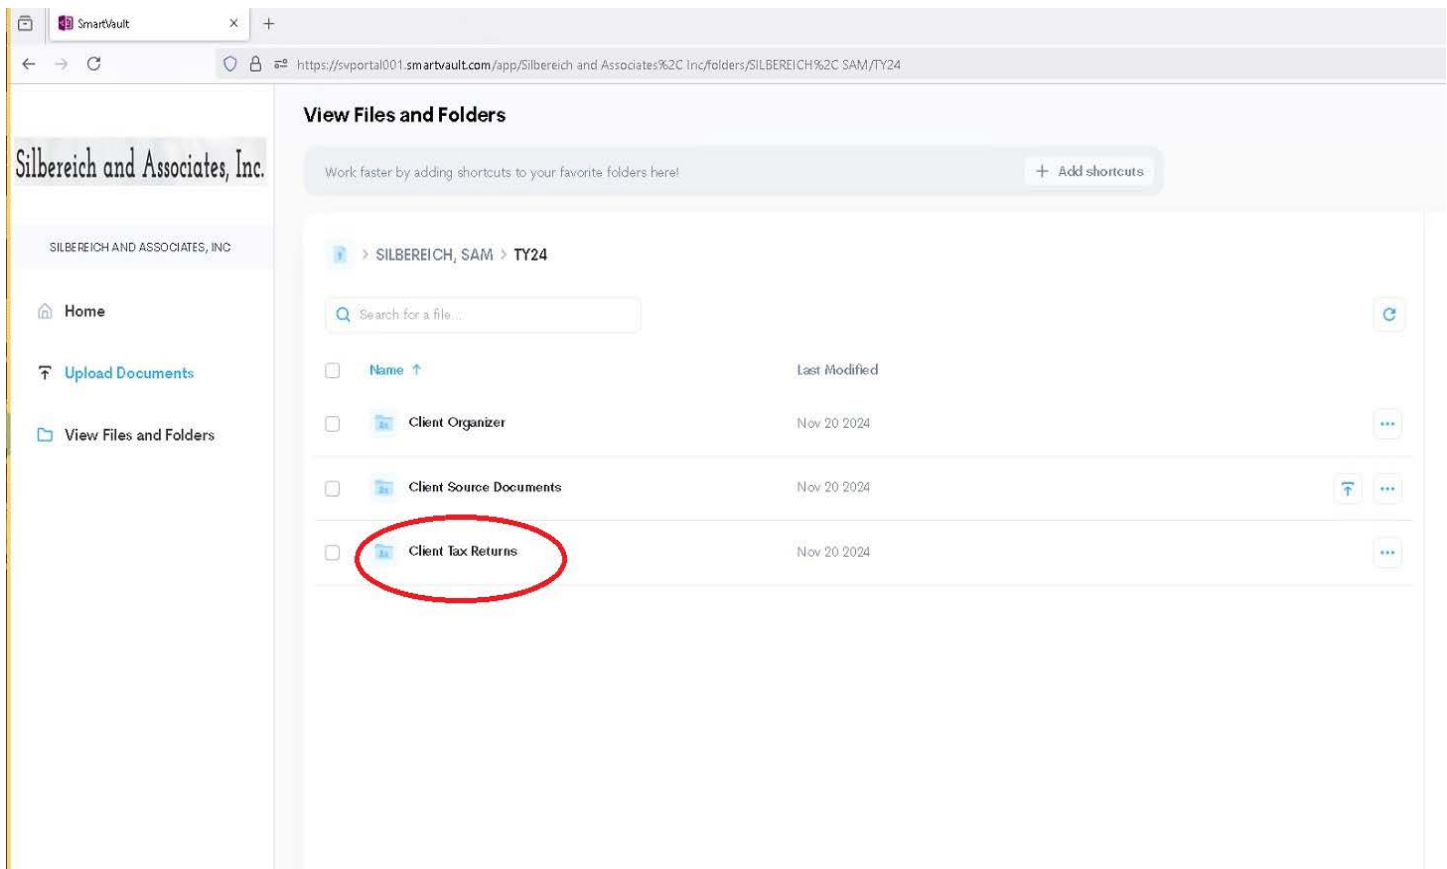 SmartVault
https://svportal001.smartvault.com/app/Silbereich and Associates%2C Inc/folders/SILBEREICH%2C SAM/TY24
View Files and Folders
Silbereich and Associates, Inc.
Work faster by adding shortcuts to your favorite folders here!
+ Add shortcuts
SILBEREICH AND ASSOCIATES, INC
> SILBEREICH, SAM > TY24
Home
Search for a file...
Upload Documents
Name ↑ Last Modified
Client Organizer Nov 20 2024
View Files and Folders
Client Source Documents Nov 20 2024
Client Tax Returns Nov 20 2024